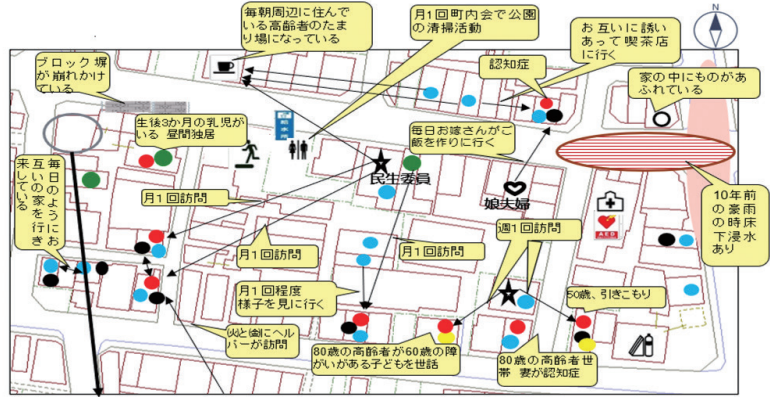 毎朝周辺に住んで
いる高齢者のたま
り場になっている
月1回町内会で公園
の清掃活動
お互いに誘い
あって喫茶店
に行く
N
ブロック塀
が崩れかけ
ている
認知症
家の中にものがあ
ふれている
生後3か月の乳児が
いる 昼間独居
毎日お嫁さんがご
飯を作りに行く
毎日のようにお
互いの家を行き
来している
民生委員
娘夫婦
月1回訪問
10年前
の豪雨
の時床
下浸水
あり
AED
週1回訪問
月1回訪問
月1回訪問
月1回程度
様子を見に行く
50歳、引きこもり
火と金にヘル
パーが訪問
80歳の高齢者が60歳の障
がいがある子どもを世話
80歳の高齢者世
帯 妻が認知症